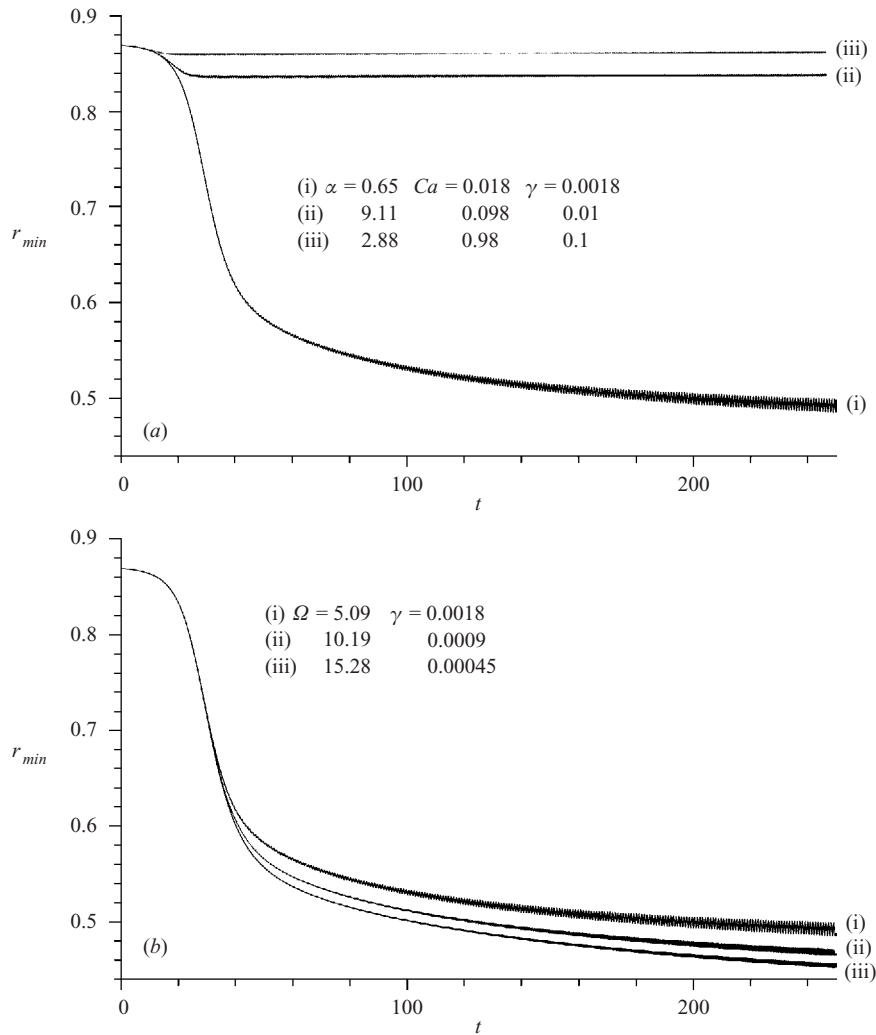 0.9
(iii)
(ii)
0.8
(i) α = 0.65 Ca = 0.018 γ = 0.0018
(ii) 9.11 0.098 0.01
0.7
(iii) 2.88 0.98 0.1
r min
0.6
0.5
(i)
(a)
0 100 200
t
0.9
(i) Ω = 5.09 γ = 0.0018
(ii) 10.19 0.0009
0.8
(iii) 15.28 0.00045
0.7
r min
0.6
0.5
(i)
(b)
(ii)
(iii)
0 100 200
t